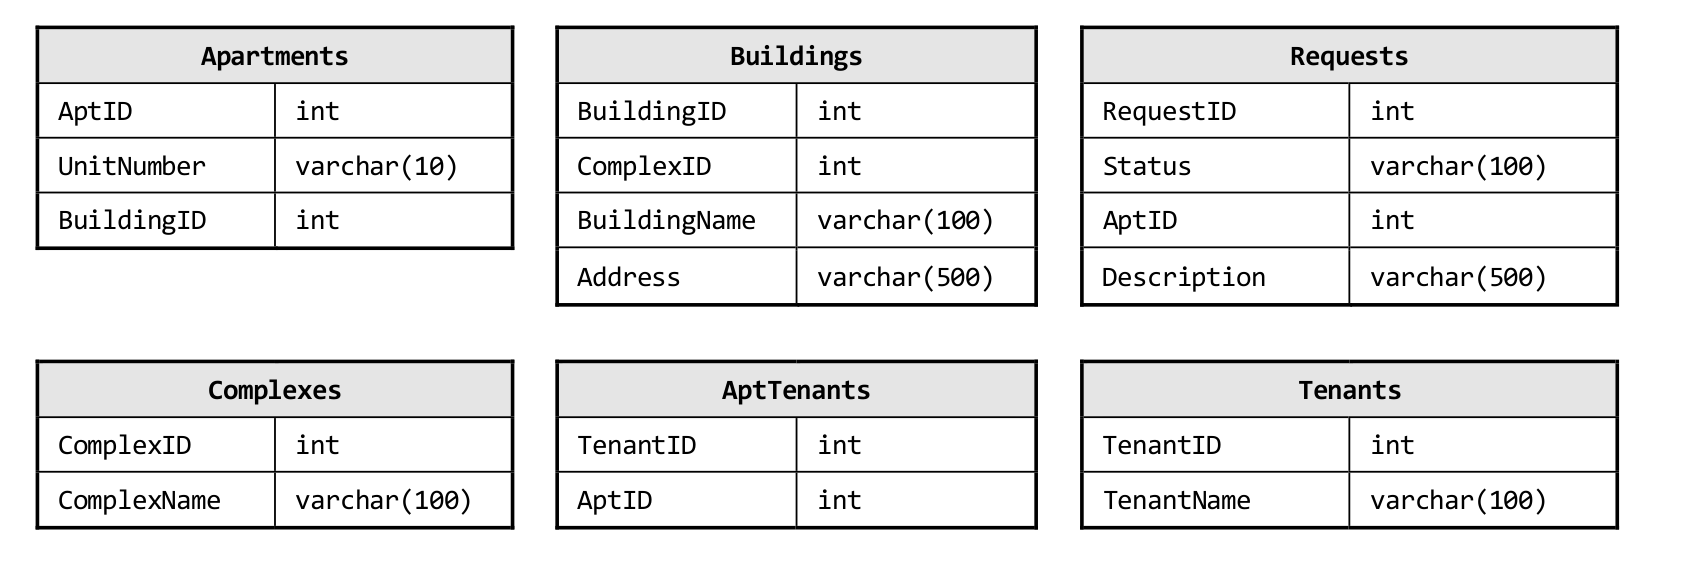 Apartments
AptID int
UnitNumber varchar(10)
BuildingID int
Buildings
BuildingID int
ComplexID int
BuildingName varchar(100)
Address varchar(500)
Requests
RequestID int
Status varchar(100)
AptID int
Description varchar(500)
Complexes
ComplexID int
ComplexName varchar(100)
AptTenants
TenantID int
AptID int
Tenants
TenantID int
TenantName varchar(100)